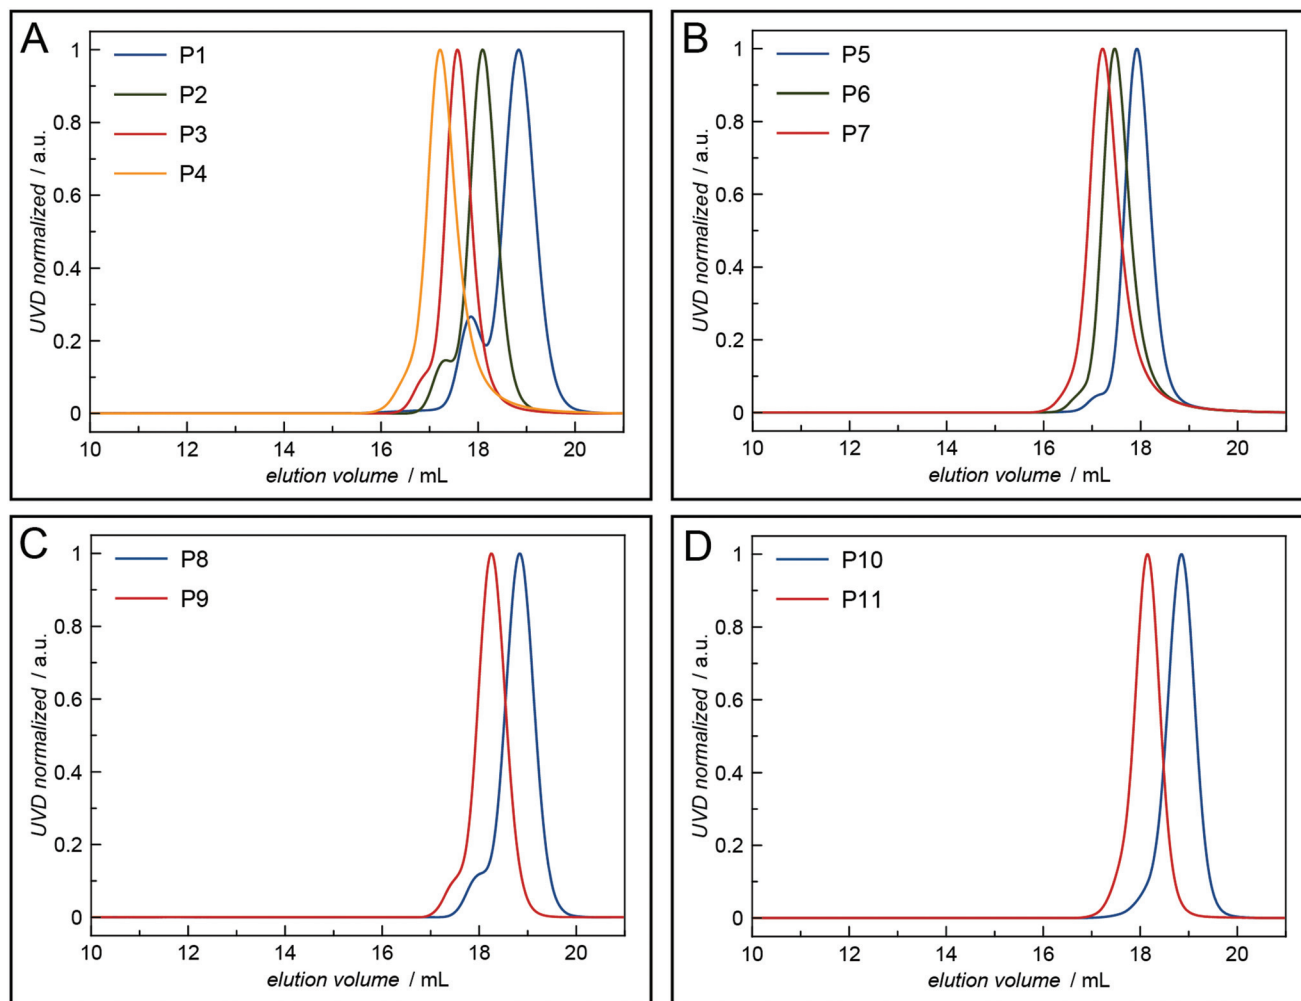 A
P1
P2
P3
P4
1
0.8
0.6
0.4
0.2
0
UVD normalized / a.u.
10 12 14 16 18 20
elution volume / mL
B
P5
P6
P7
1
0.8
0.6
0.4
0.2
0
UVD normalized / a.u.
10 12 14 16 18 20
elution volume / mL
C
P8
P9
1
0.8
0.6
0.4
0.2
0
UVD normalized / a.u.
10 12 14 16 18 20
elution volume / mL
D
P10
P11
1
0.8
0.6
0.4
0.2
0
UVD normalized / a.u.
10 12 14 16 18 20
elution volume / mL